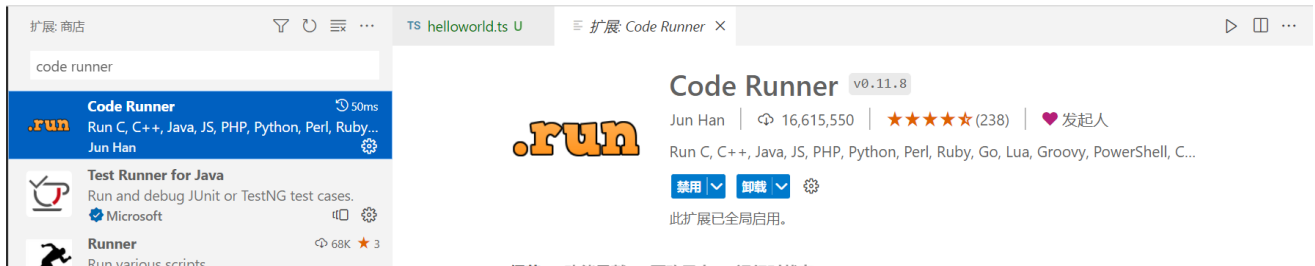 扩展: 商店
code runner
Code Runner 50ms
.run Run C, C++, Java, JS, PHP, Python, Perl, Ruby...
Jun Han
Test Runner for Java
Run and debug JUnit or TestNG test cases.
Microsoft
Runner 68K ★ 3
Run various scripts
TS helloworld.ts U 扩展: Code Runner ×
.run
Code Runner v0.11.8
Jun Han 16,615,550 ★★★★★(238) 发起人
Run C, C++, Java, JS, PHP, Python, Perl, Ruby, Go, Lua, Groovy, PowerShell, C...
禁用 卸载
此扩展已全局启用。